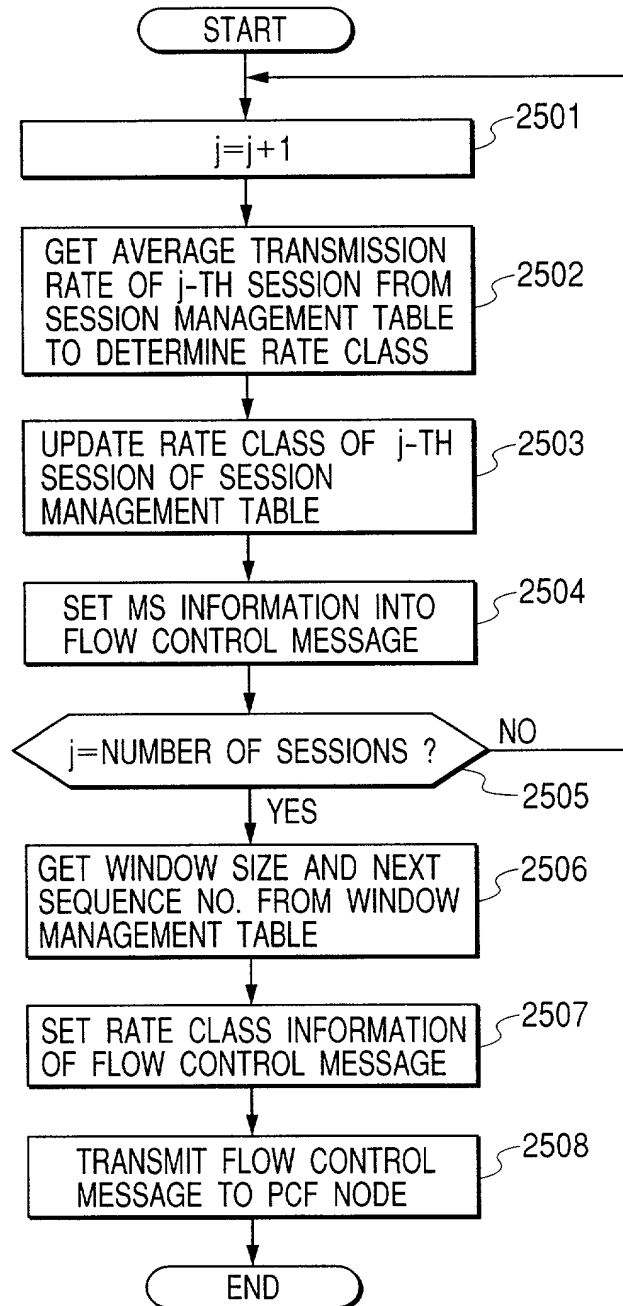 START
j=j+1
2501
GET AVERAGE TRANSMISSION
RATE OF j-TH SESSION FROM
SESSION MANAGEMENT TABLE
TO DETERMINE RATE CLASS
2502
UPDATE RATE CLASS OF j-TH
SESSION OF SESSION
MANAGEMENT TABLE
2503
SET MS INFORMATION INTO
FLOW CONTROL MESSAGE
2504
j=NUMBER OF SESSIONS ?
NO
2505
YES
GET WINDOW SIZE AND NEXT
SEQUENCE NO. FROM WINDOW
MANAGEMENT TABLE
2506
SET RATE CLASS INFORMATION
OF FLOW CONTROL MESSAGE
2507
TRANSMIT FLOW CONTROL
MESSAGE TO PCF NODE
2508
END